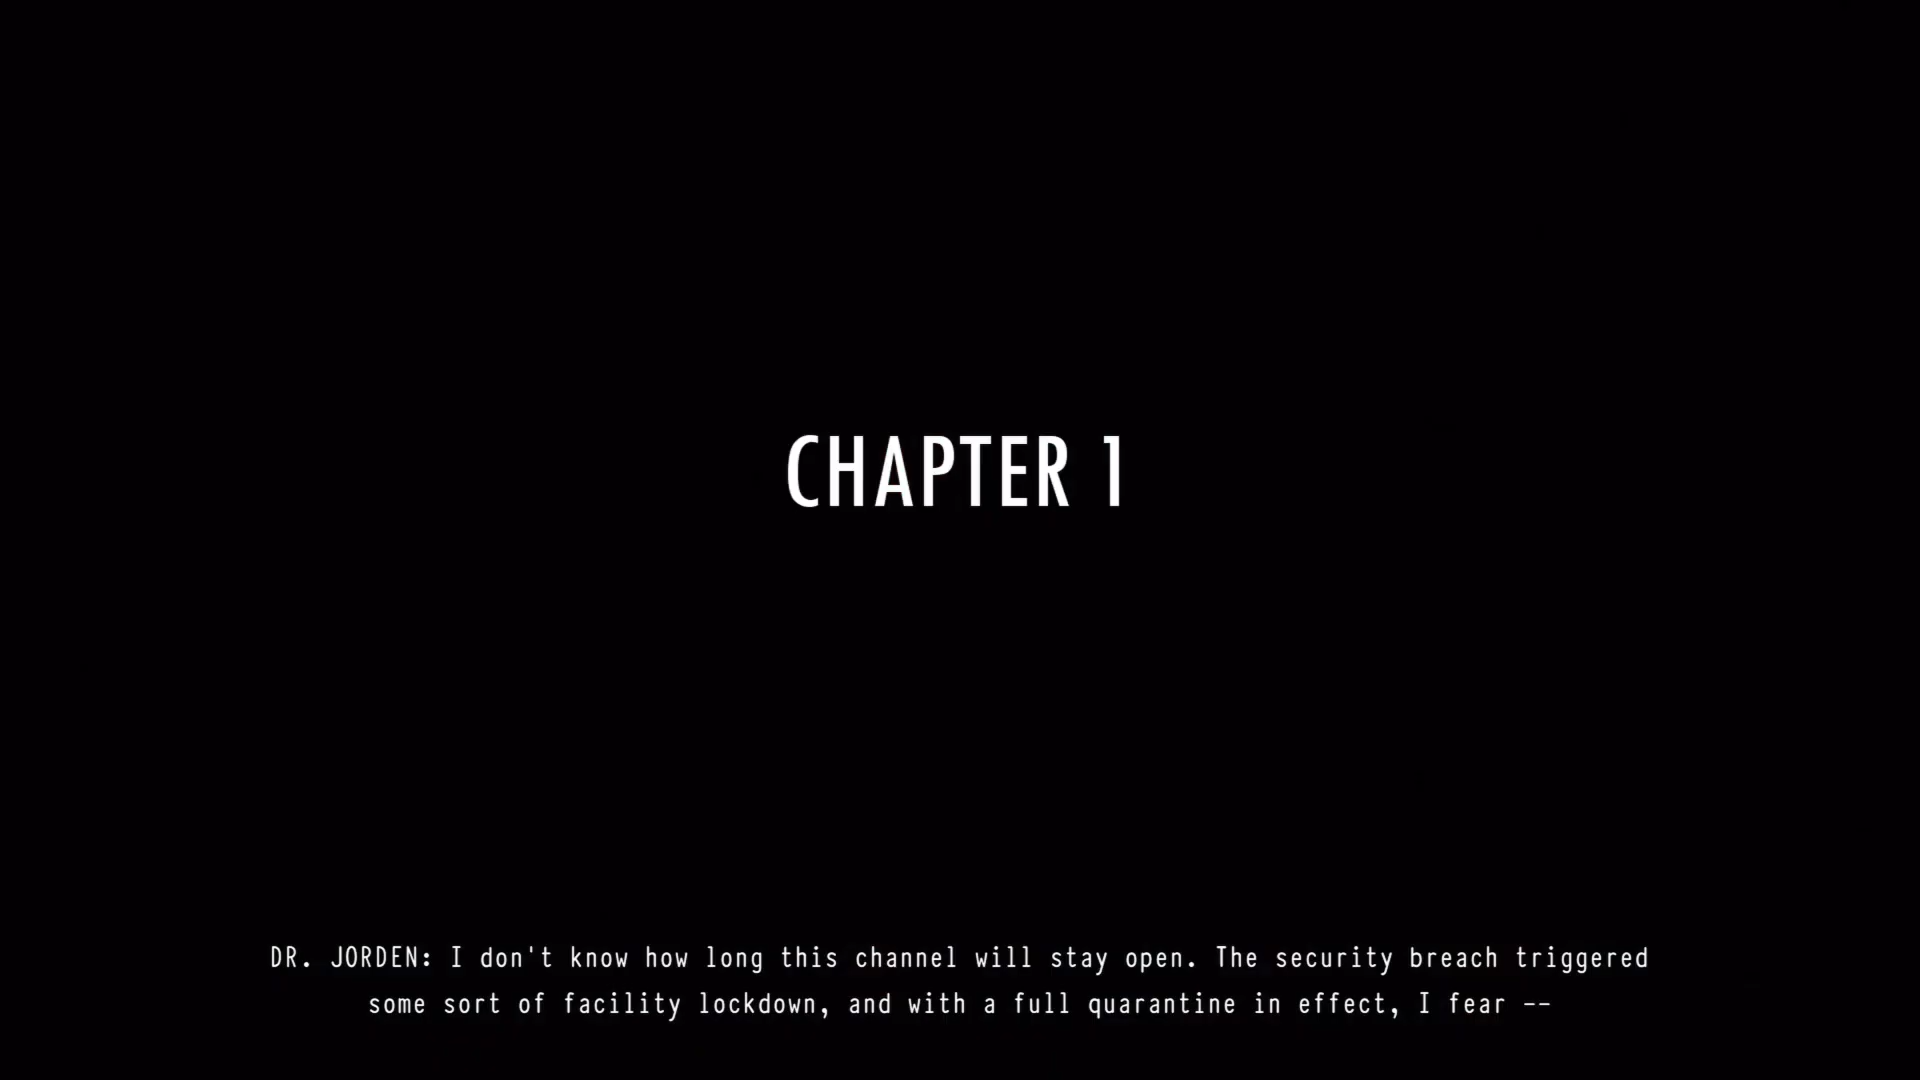 CHAPTER 1
DR. JORDEN: I don't know how long this channel will stay open. The security breach triggered
some sort of facility lockdown, and with a full quarantine in effect, I fear --